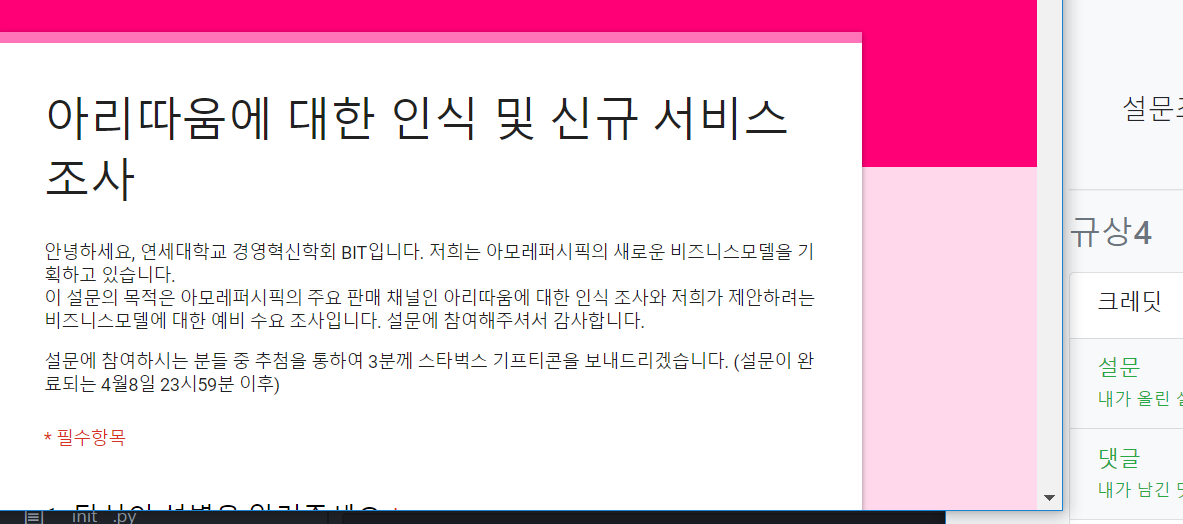 아리따움에 대한 인식 및 신규 서비스
조사
안녕하세요, 연세대학교 경영혁신학회 BIT입니다. 저희는 아모레퍼시픽의 새로운 비즈니스모델을 기
획하고 있습니다.
이 설문의 목적은 아모레퍼시픽의 주요 판매 채널인 아리따움에 대한 인식 조사와 저희가 제안하려는
비즈니스모델에 대한 예비 수요 조사입니다. 설문에 참여해주셔서 감사합니다.
설문에 참여하시는 분들 중 추첨을 통하여 3분께 스타벅스 기프티콘을 보내드리겠습니다. (설문이 완
료되는 4월8일 23시59분 이후)
* 필수항목
설문조
규상4
크레딧
설문
내가 올린
댓글
내가 남긴
init .py